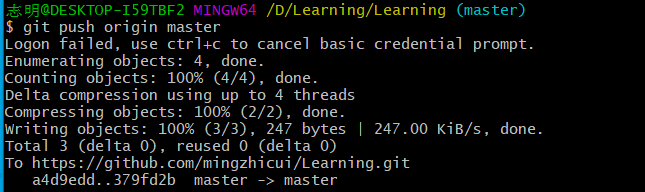 志明@DESKTOP-I59TBF2 MINGW64 /D/Learning/Learning (master)
$ git push origin master
Logon failed, use ctrl+c to cancel basic credential prompt.
Enumerating objects: 4, done.
Counting objects: 100% (4/4), done.
Delta compression using up to 4 threads
Compressing objects: 100% (2/2), done.
Writing objects: 100% (3/3), 247 bytes | 247.00 KiB/s, done.
Total 3 (delta 0), reused 0 (delta 0)
To https://github.com/mingzhicui/Learning.git
   a4d9edd..379fd2b  master -> master